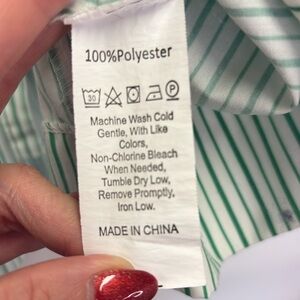 100%Polyester
30
P
Machine Wash Cold
Gentle, With Like
Colors,
Non-Chlorine Bleach
When Needed,
Tumble Dry Low,
Remove Promptly,
Iron Low.
MADE IN CHINA